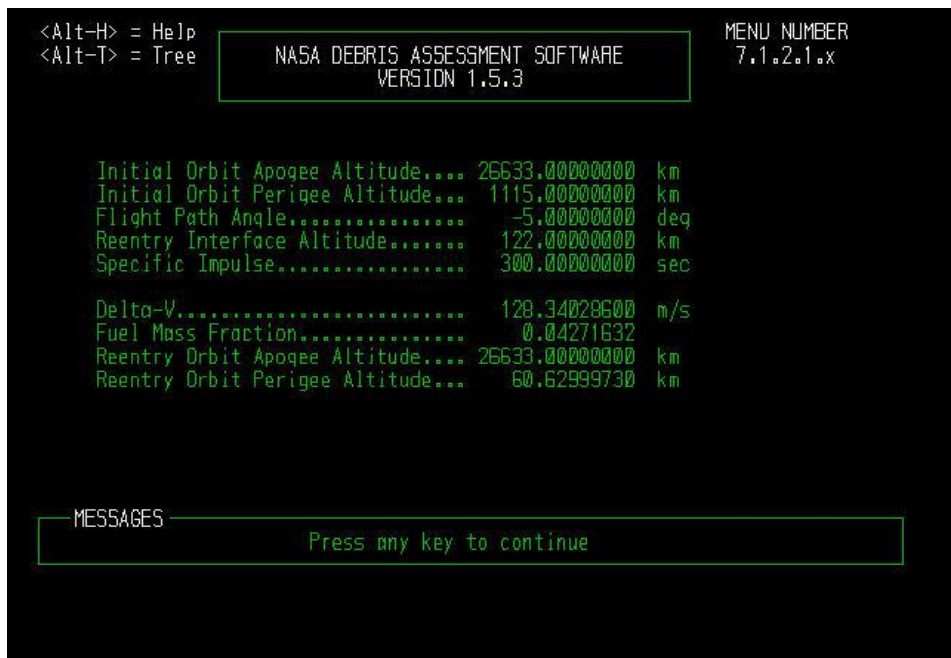 <Alt-H> = Help
<Alt-T> = Tree
NASA DEBRIS ASSESSMENT SOFTWARE
VERSION 1.5.3
MENU NUMBER
7.1.2.1.x
Initial Orbit Apogee Altitude.... 26633.00000000 km
Initial Orbit Perigee Altitude... 1115.00000000 km
Flight Path Angle................ -5.00000000 deg
Reentry Interface Altitude....... 122.00000000 km
Specific Impulse................. 300.00000000 sec
Delta-V.......................... 128.34028600 m/s
Fuel Mass Fraction............... 0.04271632
Reentry Orbit Apogee Altitude.... 26633.00000000 km
Reentry Orbit Perigee Altitude... 60.62999730 km
MESSAGES
Press any key to continue